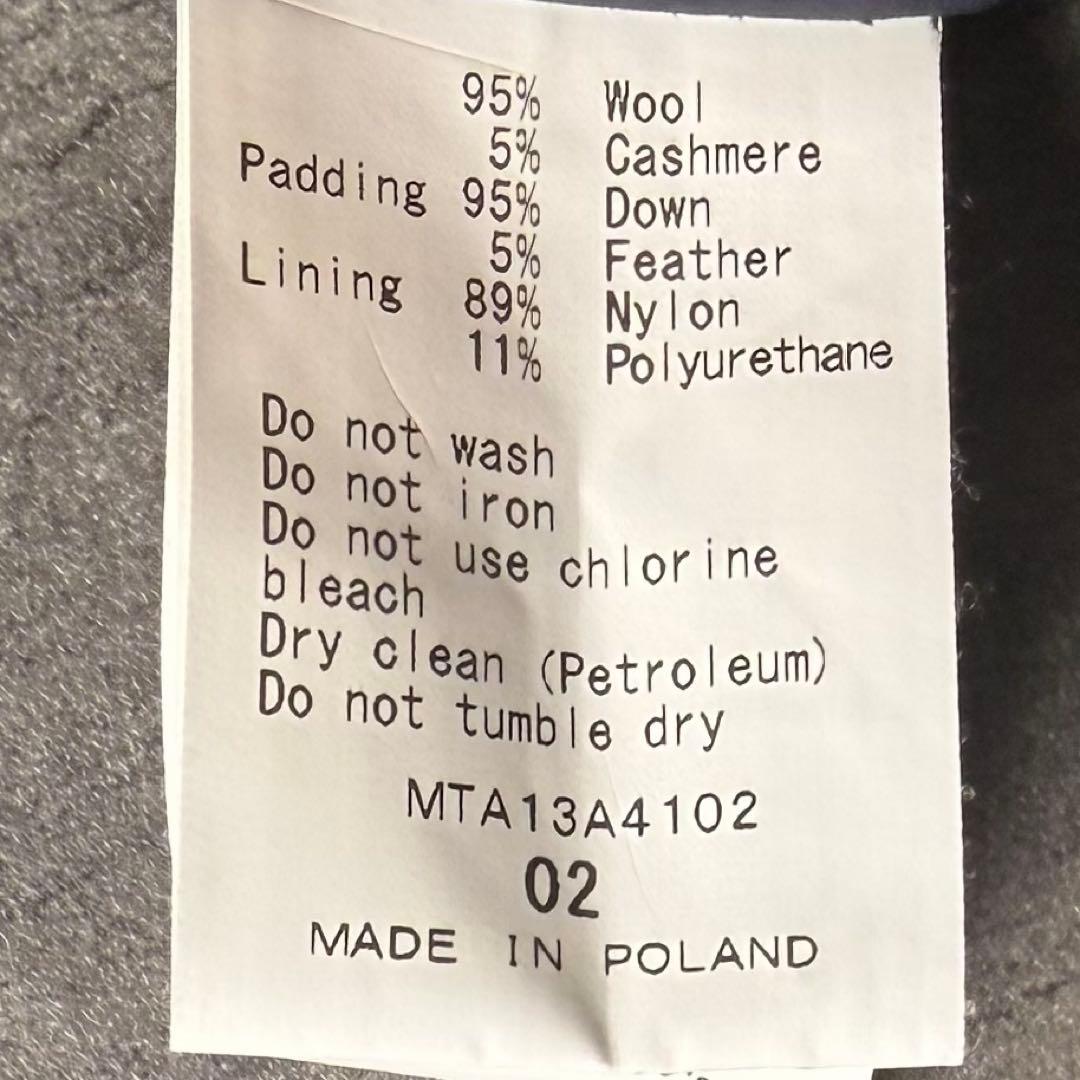 95% Wool
5% Cashmere
Padding 95% Down
5% Feather
Lining 89% Nylon
11% Polyurethane
Do not wash
Do not iron
Do not use chlorine
bleach
Dry clean (Petroleum)
Do not tumble dry
MTA13A4102
02
MADE IN POLAND